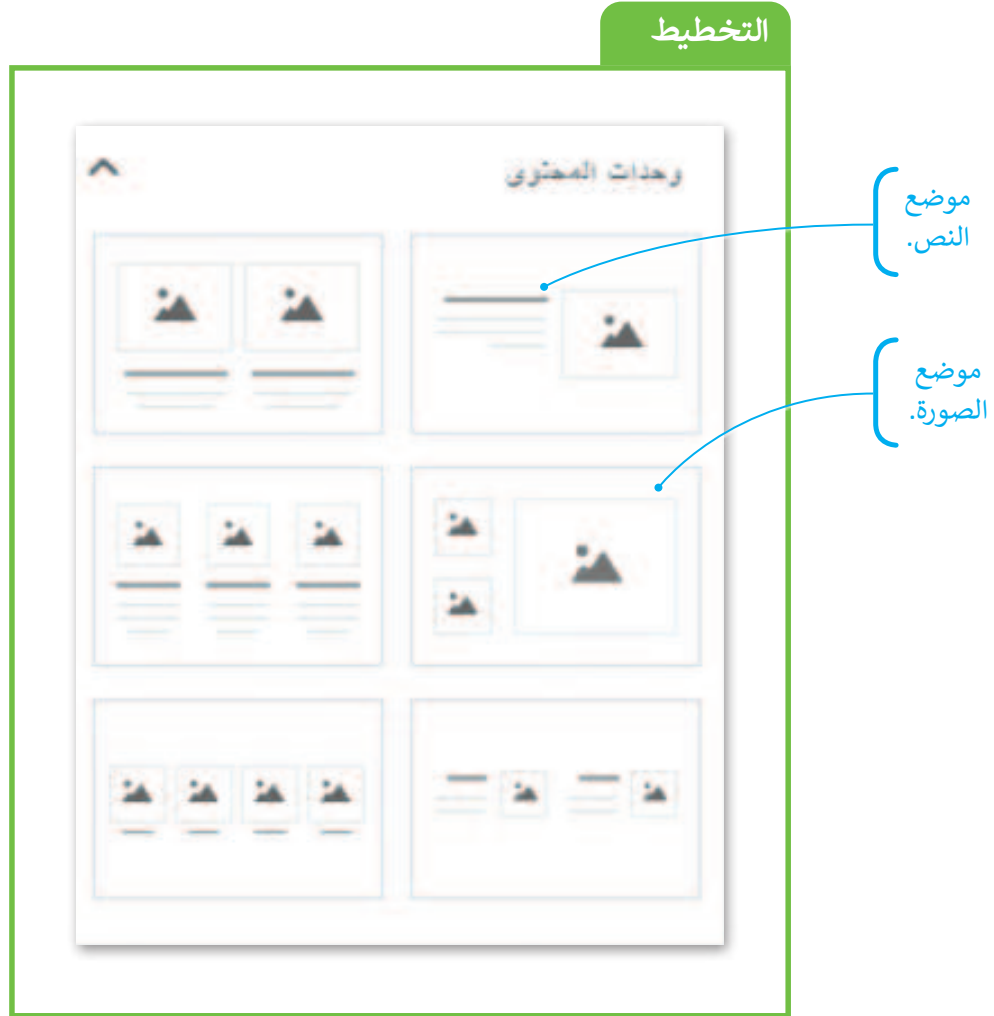 التخطيط
وحدات المحتوى
موضع
النص.
موضع
الصورة.